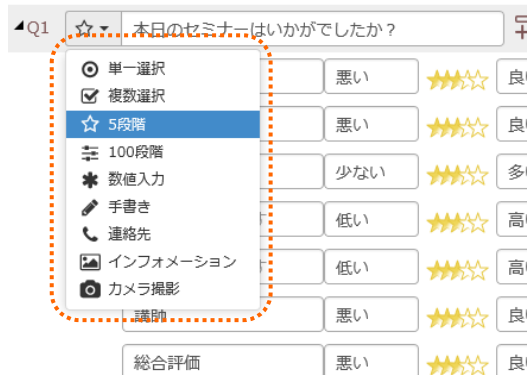 Q1 本日のセミナーはいかがでしたか？
単一選択
複数選択
5段階
100段階
数値入力
手書き
連絡先
インフォメーション
カメラ撮影
悪い
悪い
少ない
低い
低い
講師 悪い
総合評価 悪い